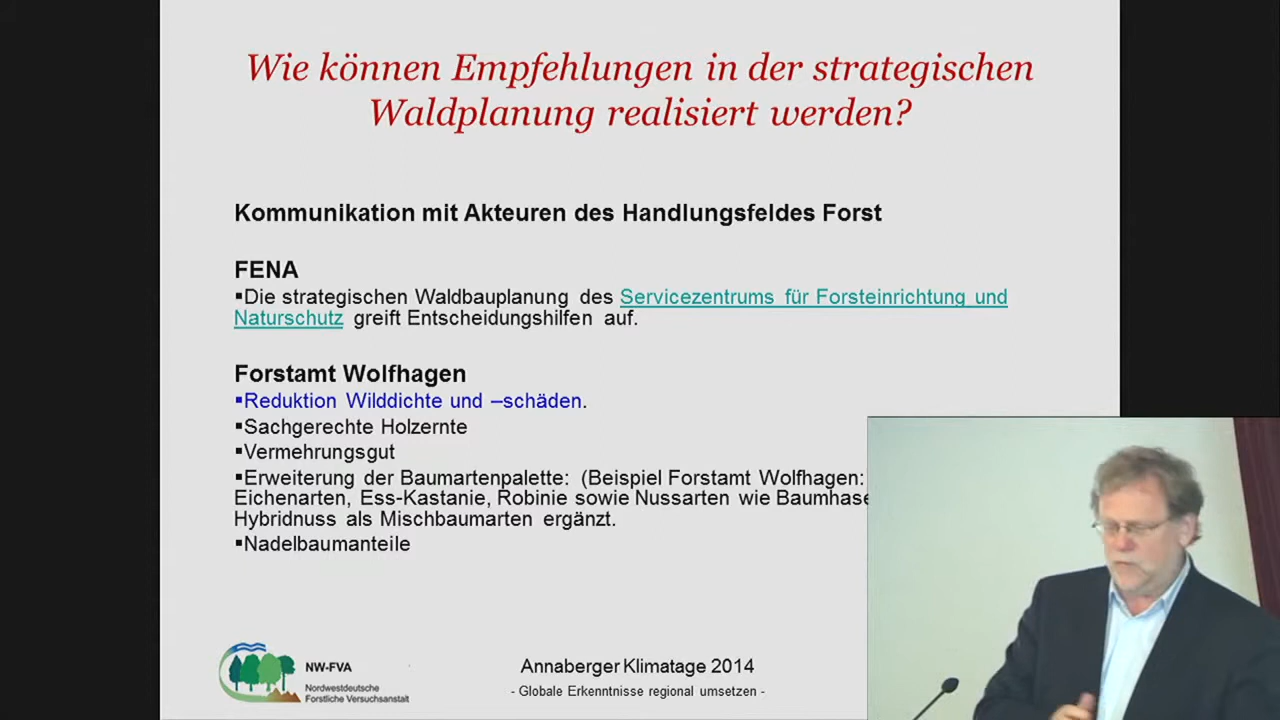 Wie können Empfehlungen in der strategischen
Waldplanung realisiert werden?
Kommunikation mit Akteuren des Handlungsfeldes Forst
FENA
▪Die strategischen Waldbauplanung des Servicezentrums für Forsteinrichtung und
Naturschutz greift Entscheidungshilfen auf.
Forstamt Wolfhagen
▪Reduktion Wilddichte und –schäden.
▪Sachgerechte Holzernte
▪Vermehrungsgut
▪Erweiterung der Baumartenpalette: (Beispiel Forstamt Wolfhagen:
Eichenarten, Ess-Kastanie, Robinie sowie Nussarten wie Baumhase
Hybridnuss als Mischbaumarten ergänzt.
▪Nadelbaumanteile
NW-FVA
Nordwestdeutsche
Forstliche Versuchsanstalt
Annaberger Klimatage 2014
- Globale Erkenntnisse regional umsetzen -